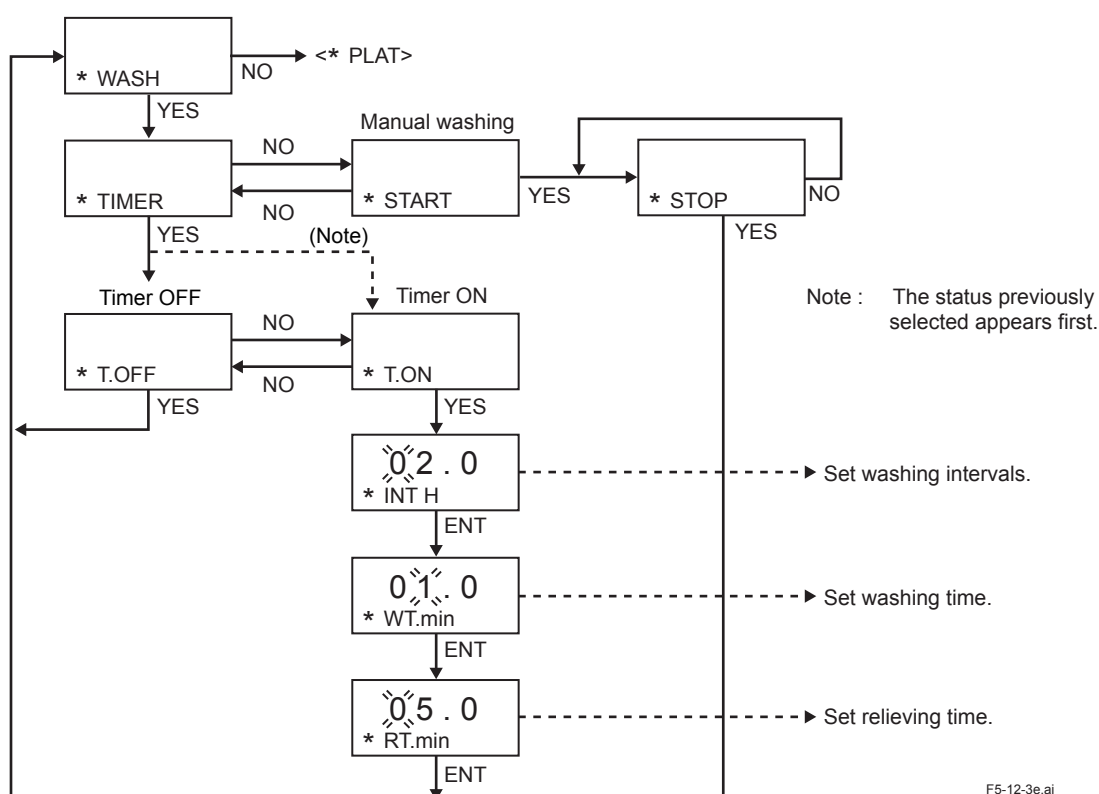 * WASH
NO
<* PLAT>
YES
Manual washing
NO
* TIMER
* START
NO
YES
* STOP
NO
YES
YES
(Note)
Timer OFF
Timer ON
Note : The status previously
selected appears first.
NO
* T.OFF
* T.ON
NO
YES
YES
02.0
* INT H
Set washing intervals.
ENT
01.0
* WT.min
Set washing time.
ENT
05.0
* RT.min
Set relieving time.
ENT
F5-12-3e.ai